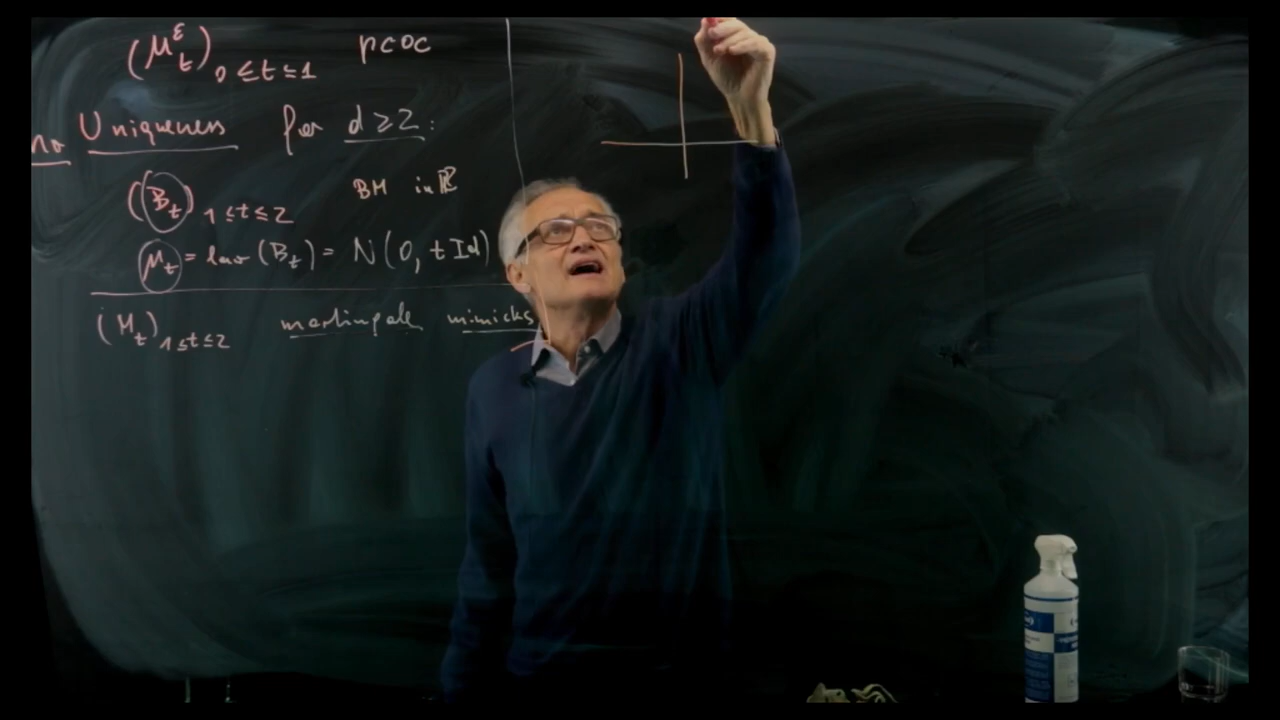 (M^ε_t)_{0≤t≤1} pcoc
no Uniqueness for d≥2:
(B_t)_{1≤t≤2} BM in ℝ
μ_t = law (B_t) = N(0, t Id)
(M_t)_{1≤t≤2} martingale mimicks